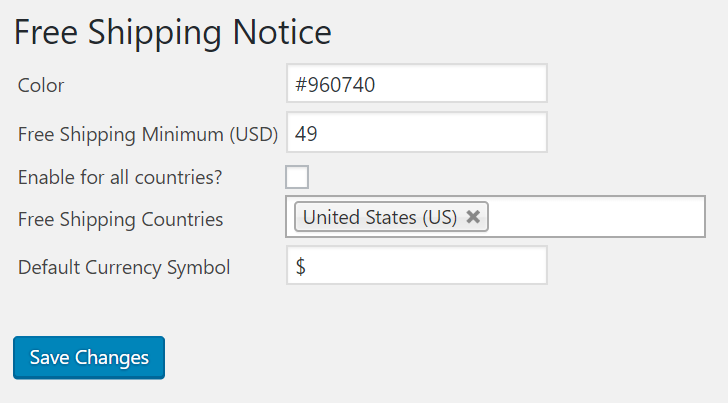 Free Shipping Notice
Color #960740
Free Shipping Minimum (USD) 49
Enable for all countries?
Free Shipping Countries United States (US) ✖
Default Currency Symbol $
Save Changes